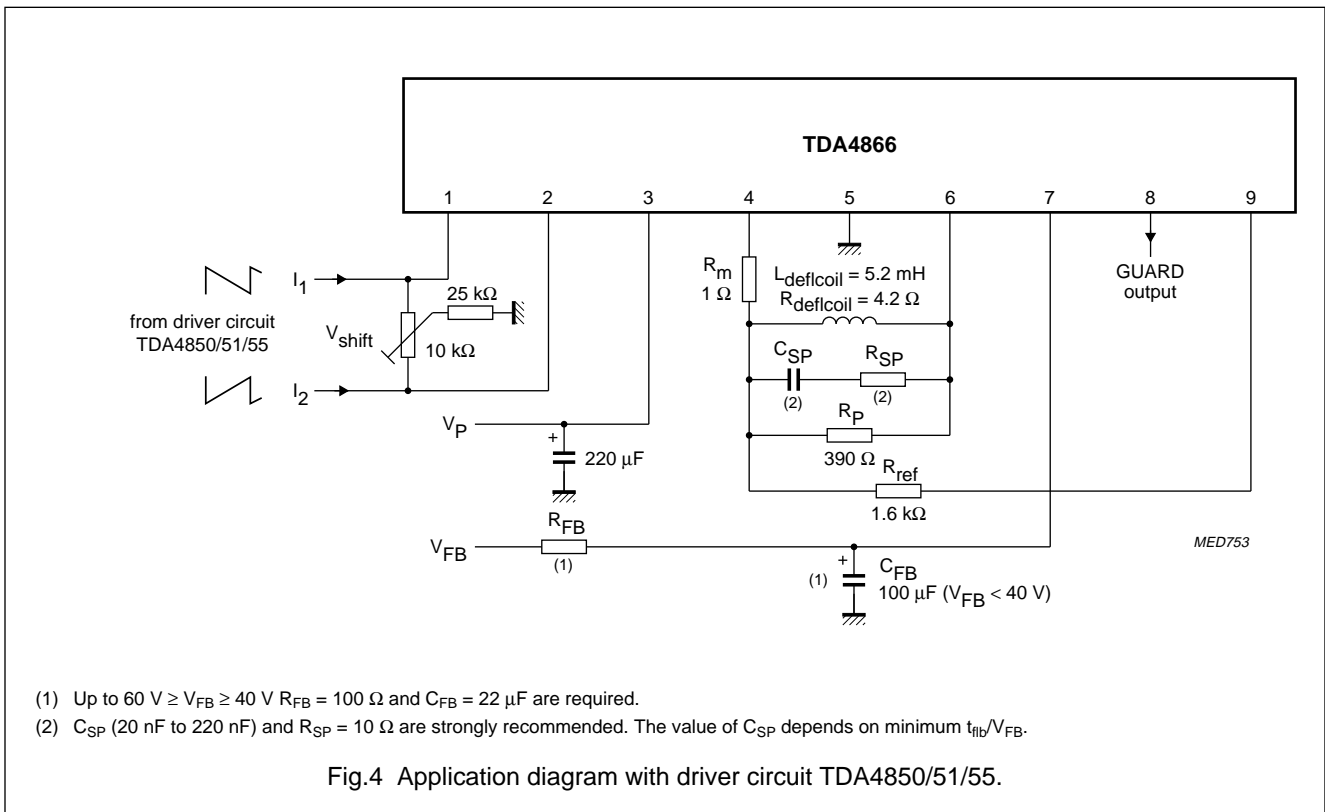 TDA4866
1 2 3 4 5 6 7 8 9
I1
from driver circuit
TDA4850/51/55
I2
Vshift
25 kΩ
10 kΩ
Rm
1 Ω
Ldeflcoil = 5.2 mH
Rdeflcoil = 4.2 Ω
GUARD
output
CSP
(2)
RSP
(2)
RP
390 Ω
Rref
1.6 kΩ
VP
+
220 µF
VFB
RFB
(1)
(1)
+
CFB
100 µF (VFB < 40 V)
MED753
(1) Up to 60 V ≥ VFB ≥ 40 V RFB = 100 Ω and CFB = 22 µF are required.
(2) CSP (20 nF to 220 nF) and RSP = 10 Ω are strongly recommended. The value of CSP depends on minimum tflb/VFB.
Fig.4 Application diagram with driver circuit TDA4850/51/55.